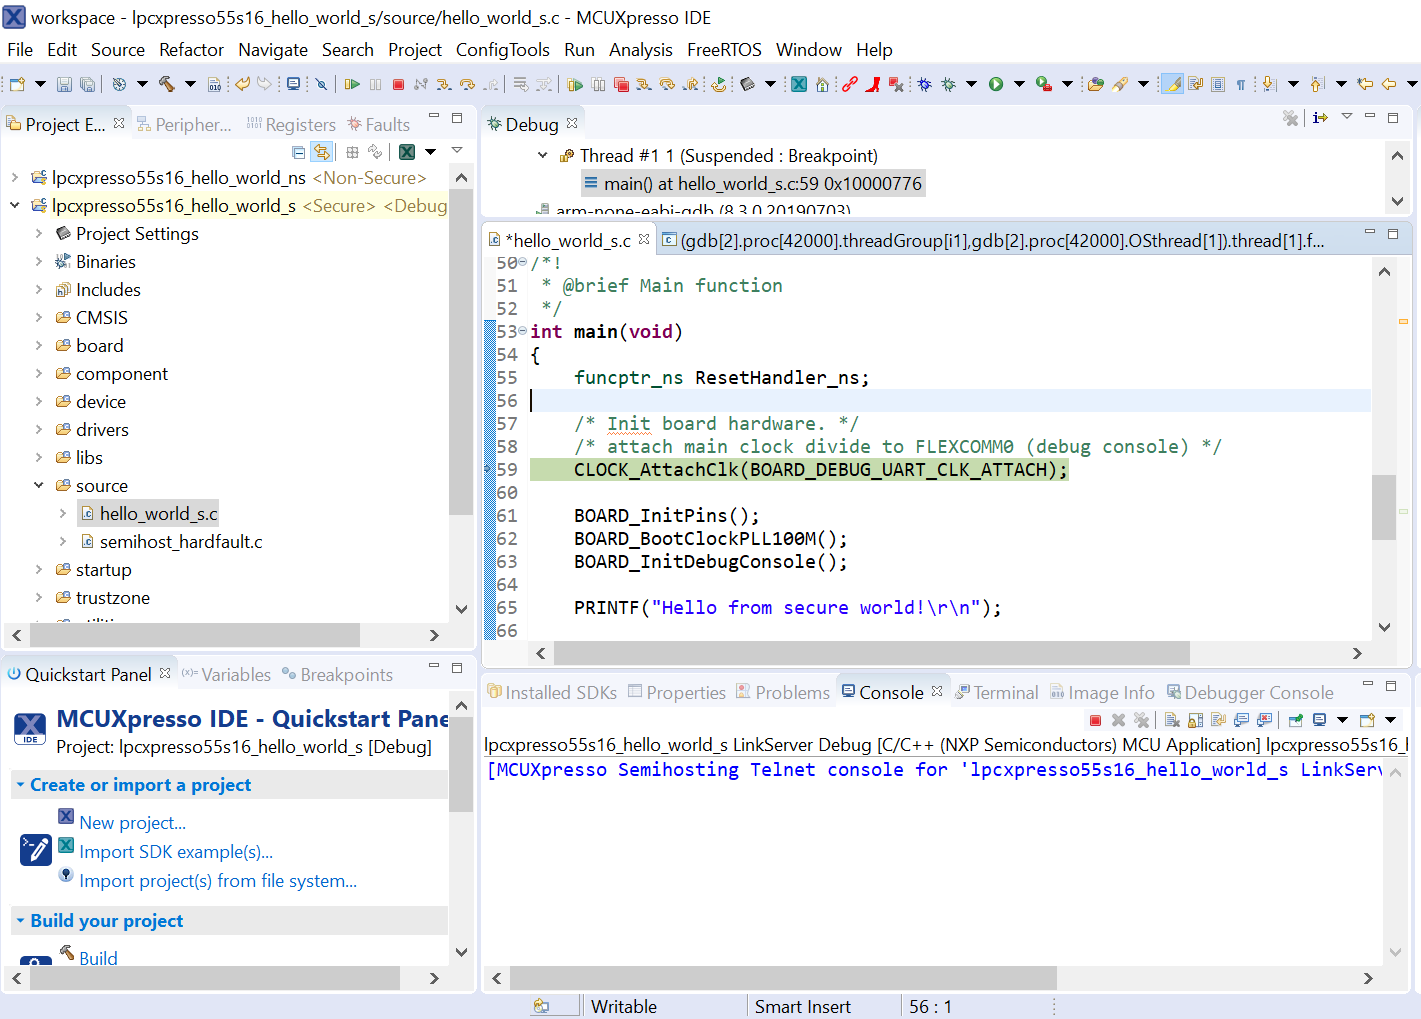 workspace - lpcxpresso55s16_hello_world_s/source/hello_world_s.c - MCUXpresso IDE
File Edit Source Refactor Navigate Search Project ConfigTools Run Analysis FreeRTOS Window Help
Project E... Peripher... Registers Faults
lpcxpresso55s16_hello_world_ns <Non-Secure>
lpcxpresso55s16_hello_world_s <Secure> <Debug
Project Settings
Binaries
Includes
CMSIS
board
component
device
drivers
libs
source
hello_world_s.c
semihost_hardfault.c
startup
trustzone
Debug
Thread #1 1 (Suspended : Breakpoint)
main() at hello_world_s.c:59 0x10000776
arm-none-eabi-gdb (8.3.0.20190703)
*hello_world_s.c (gdb[2].proc[42000].threadGroup[i1],gdb[2].proc[42000].OSthread[1]).thread[1].f...
50 /*!
51 * @brief Main function
52 */
53 int main(void)
54 {
55 funcptr_ns ResetHandler_ns;
56
57 /* Init board hardware. */
58 /* attach main clock divide to FLEXCOMM0 (debug console) */
59 CLOCK_AttachClk(BOARD_DEBUG_UART_CLK_ATTACH);
60
61 BOARD_InitPins();
62 BOARD_BootClockPLL100M();
63 BOARD_InitDebugConsole();
64
65 PRINTF("Hello from secure world!\r\n");
66
Quickstart Panel Variables Breakpoints
IDE
MCUXpresso IDE - Quickstart Pane
Project: lpcxpresso55s16_hello_world_s [Debug]
Create or import a project
New project...
Import SDK example(s)...
Import project(s) from file system...
Build your project
Build
Installed SDKs Properties Problems Console Terminal Image Info Debugger Console
lpcxpresso55s16_hello_world_s LinkServer Debug [C/C++ (NXP Semiconductors) MCU Application] lpcxpresso55s16_
[MCUXpresso Semihosting Telnet console for 'lpcxpresso55s16_hello_world_s LinkServ
Writable Smart Insert 56 : 1